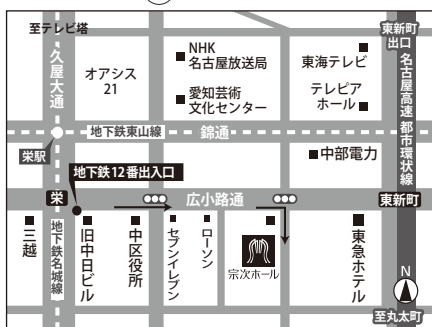 至テレビ塔
東新町
出口
NHK
名古屋放送局
東海テレビ
久屋大通
オアシス
21
愛知芸術
文化センター
テレピア
ホール
名古屋高速 都市環状線
地下鉄東山線
錦通
栄駅
中部電力
地下鉄12番出入口
栄
広小路通
東新町
三越
地下鉄名城線
旧中日ビル
中区役所
セブンイレブン
ローソン
宗次ホール
東急ホテル
N
至丸太町